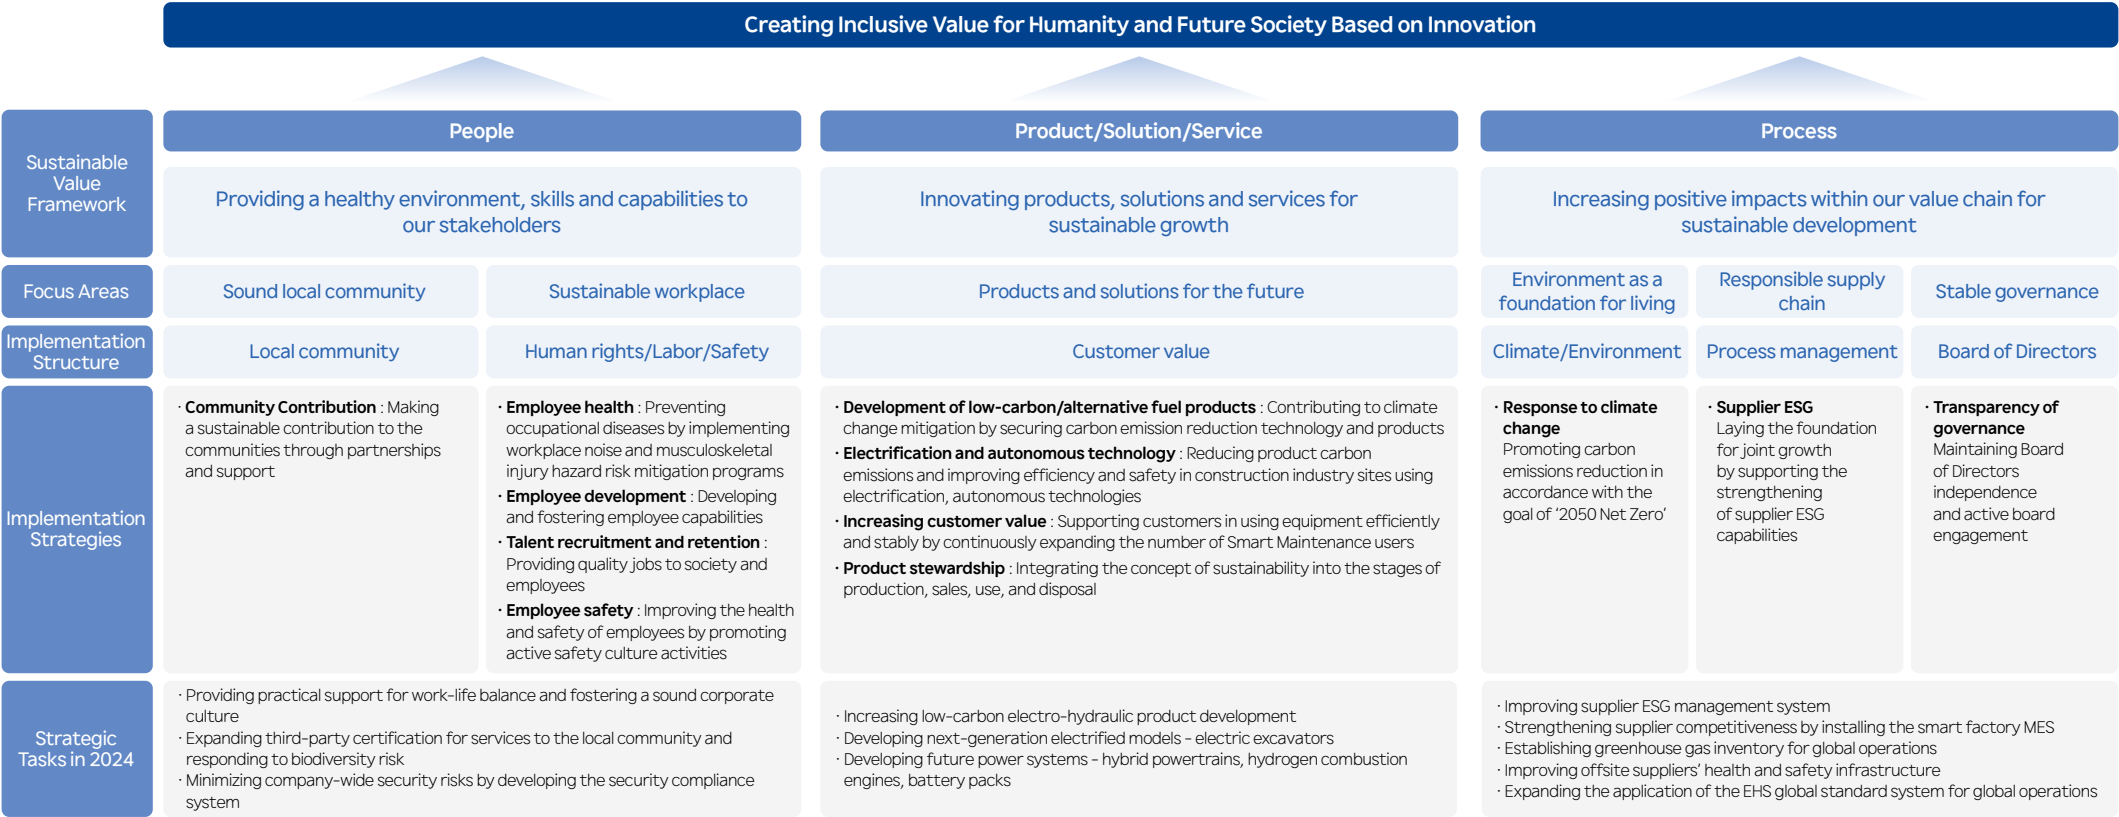 Creating Inclusive Value for Humanity and Future Society Based on Innovation
Sustainable
Value
Framework
People
Product/Solution/Service
Process
Providing a healthy environment, skills and capabilities to
our stakeholders
Innovating products, solutions and services for
sustainable growth
Increasing positive impacts within our value chain for
sustainable development
Focus Areas
Sound local community
Sustainable workplace
Products and solutions for the future
Environment as a
foundation for living
Responsible supply
chain
Stable governance
Implementation
Structure
Local community
Human rights/Labor/Safety
Customer value
Climate/Environment
Process management
Board of Directors
Implementation
Strategies
· Community Contribution : Making
a sustainable contribution to the
communities through partnerships
and support
· Employee health : Preventing
occupational diseases by implementing
workplace noise and musculoskeletal
injury hazard risk mitigation programs
· Employee development : Developing
and fostering employee capabilities
· Talent recruitment and retention :
Providing quality jobs to society and
employees
· Employee safety : Improving the health
and safety of employees by promoting
active safety culture activities
· Development of low-carbon/alternative fuel products : Contributing to climate
change mitigation by securing carbon emission reduction technology and products
· Electrification and autonomous technology : Reducing product carbon
emissions and improving efficiency and safety in construction industry sites using
electrification, autonomous technologies
· Increasing customer value : Supporting customers in using equipment efficiently
and stably by continuously expanding the number of Smart Maintenance users
· Product stewardship : Integrating the concept of sustainability into the stages of
production, sales, use, and disposal
· Response to climate
change
Promoting carbon
emissions reduction in
accordance with the
goal of ‘2050 Net Zero’
· Supplier ESG
Laying the foundation
for joint growth
by supporting the
strengthening
of supplier ESG
capabilities
· Transparency of
governance
Maintaining Board
of Directors
independence
and active board
engagement
Strategic
Tasks in 2024
· Providing practical support for work-life balance and fostering a sound corporate
culture
· Expanding third-party certification for services to the local community and
responding to biodiversity risk
· Minimizing company-wide security risks by developing the security compliance
system
· Increasing low-carbon electro-hydraulic product development
· Developing next-generation electrified models - electric excavators
· Developing future power systems - hybrid powertrains, hydrogen combustion
engines, battery packs
· Improving supplier ESG management system
· Strengthening supplier competitiveness by installing the smart factory MES
· Establishing greenhouse gas inventory for global operations
· Improving offsite suppliers’ health and safety infrastructure
· Expanding the application of the EHS global standard system for global operations